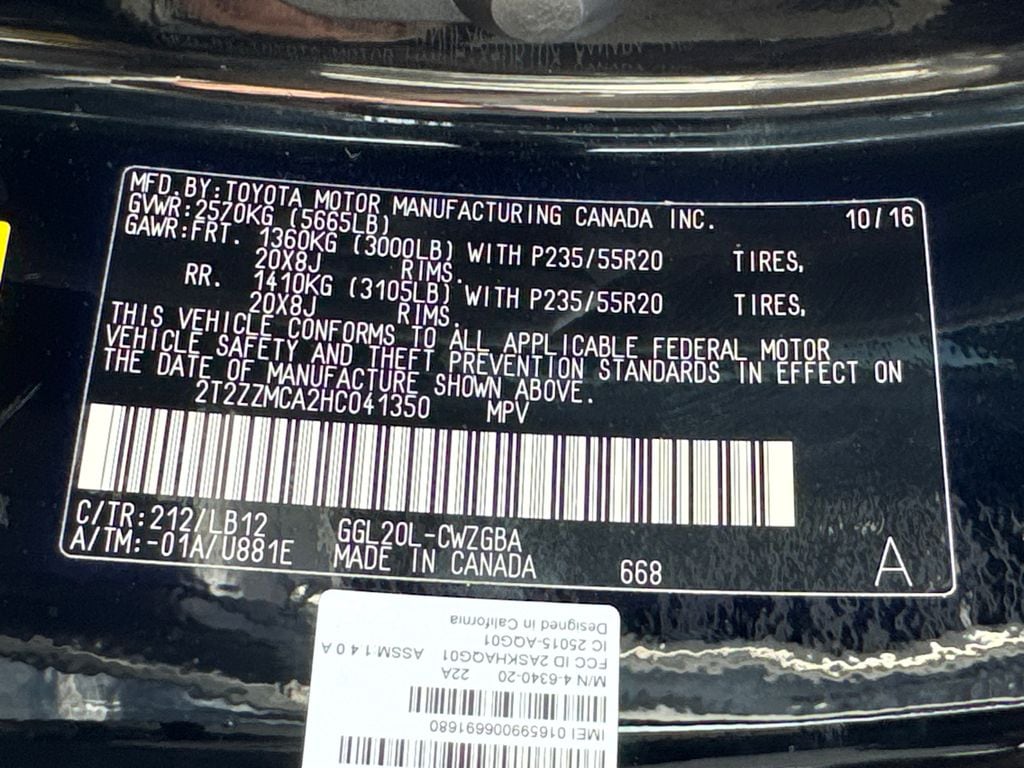 MFD. BY: TOYOTA MOTOR MANUFACTURING CANADA INC. 10/16
GVWR: 2570KG (5665LB)
GAWR: FRT. 1360KG (3000LB) WITH P235/55R20 TIRES,
20X8J RIMS.
RR. 1410KG (3105LB) WITH P235/55R20 TIRES,
20X8J RIMS.
THIS VEHICLE CONFORMS TO ALL APPLICABLE FEDERAL MOTOR
VEHICLE SAFETY AND THEFT PREVENTION STANDARDS IN EFFECT ON
THE DATE OF MANUFACTURE SHOWN ABOVE.
2T2ZZMCA2HC041350 MPV
C/TR: 212/LB12 GGL20L-CWZGBA
A/TM: -01A/U881E MADE IN CANADA 668 A
IMEI 016599006691680
M/N 4-6340-20 22A
FCC ID 2ASKHAQG01 ASSM 1 4 0 A
IC 25015-AQG01
Designed in California